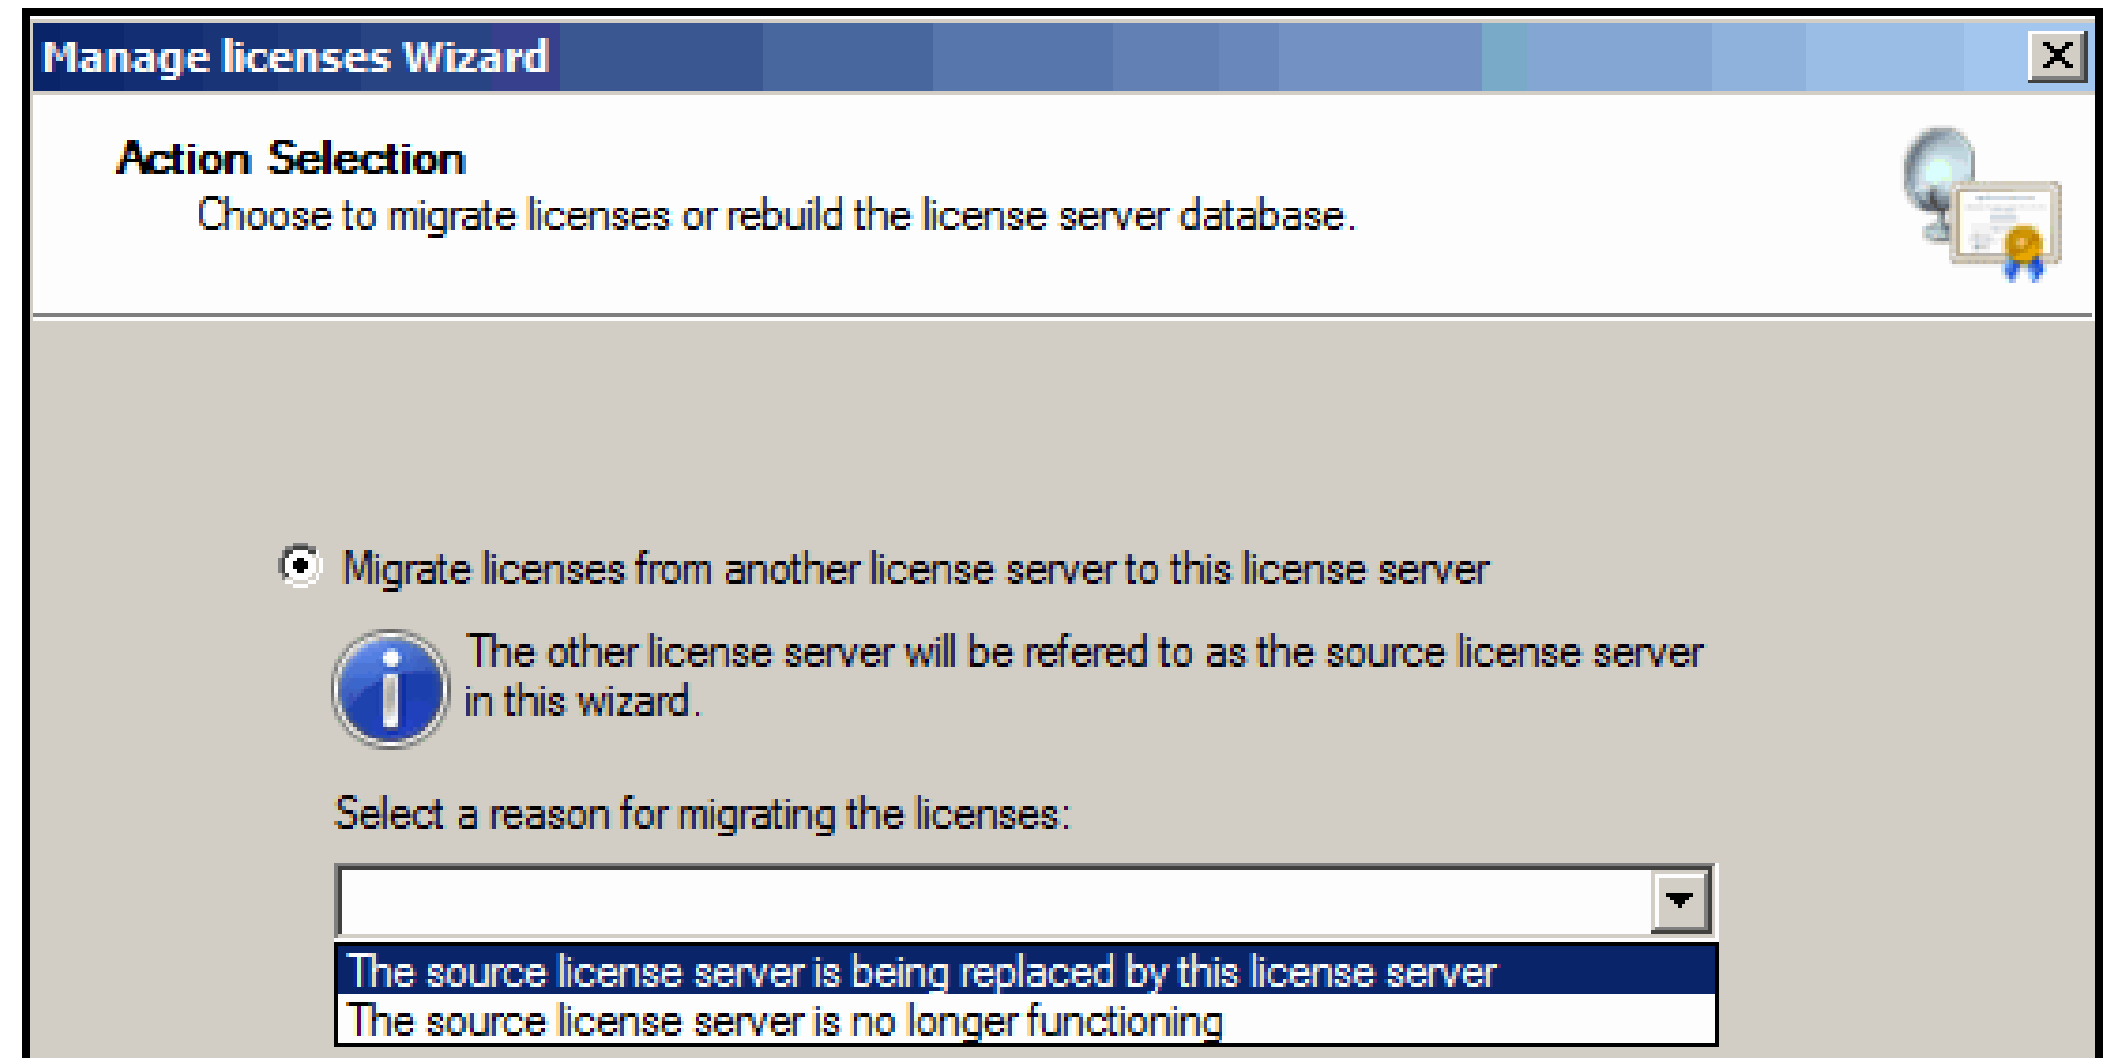 Manage licenses Wizard
Action Selection
Choose to migrate licenses or rebuild the license server database.
Migrate licenses from another license server to this license server
The other license server will be refered to as the source license server
in this wizard.
Select a reason for migrating the licenses:
The source license server is being replaced by this license server
The source license server is no longer functioning